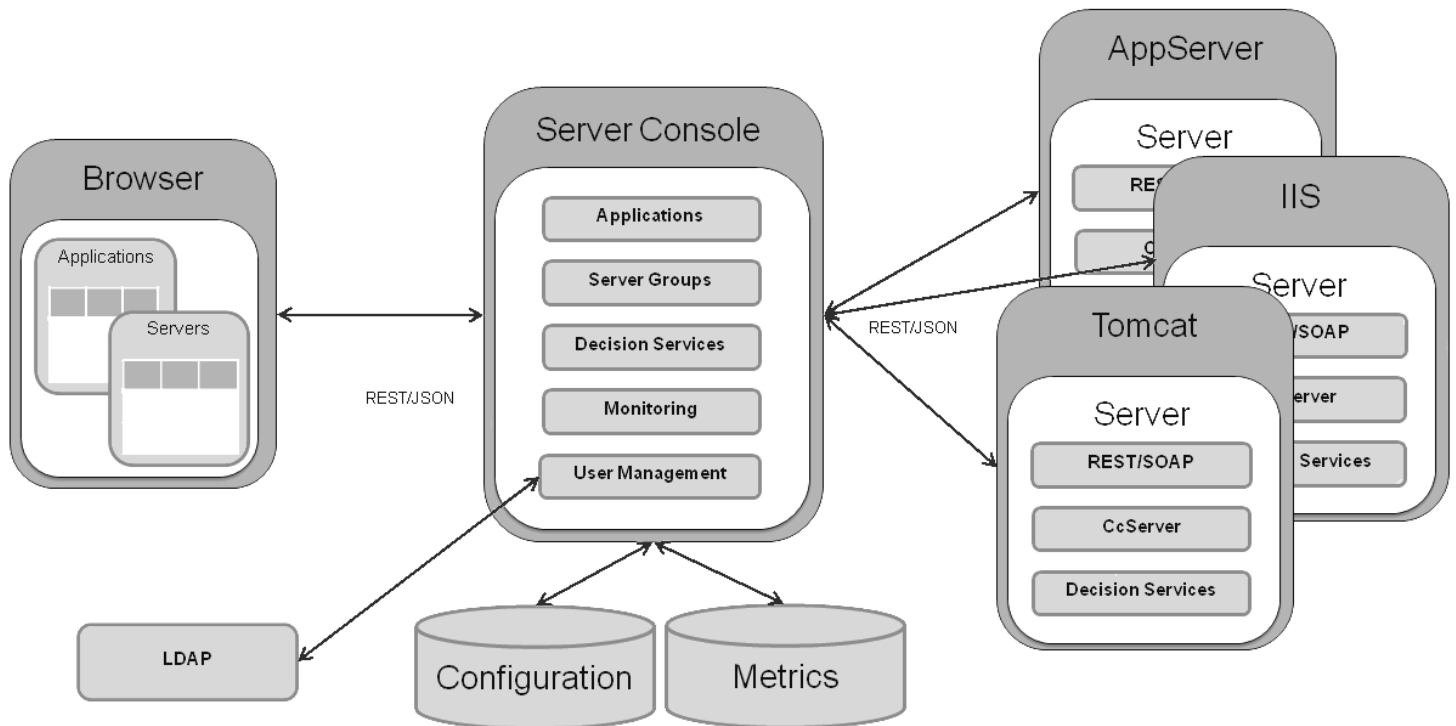 Browser
Applications
Servers
REST/JSON
Server Console
Applications
Server Groups
Decision Services
Monitoring
User Management
LDAP
Configuration
Metrics
REST/JSON
AppServer
Server
IIS
Server
/SOAP
Services
Tomcat
Server
REST/SOAP
CcServer
Decision Services